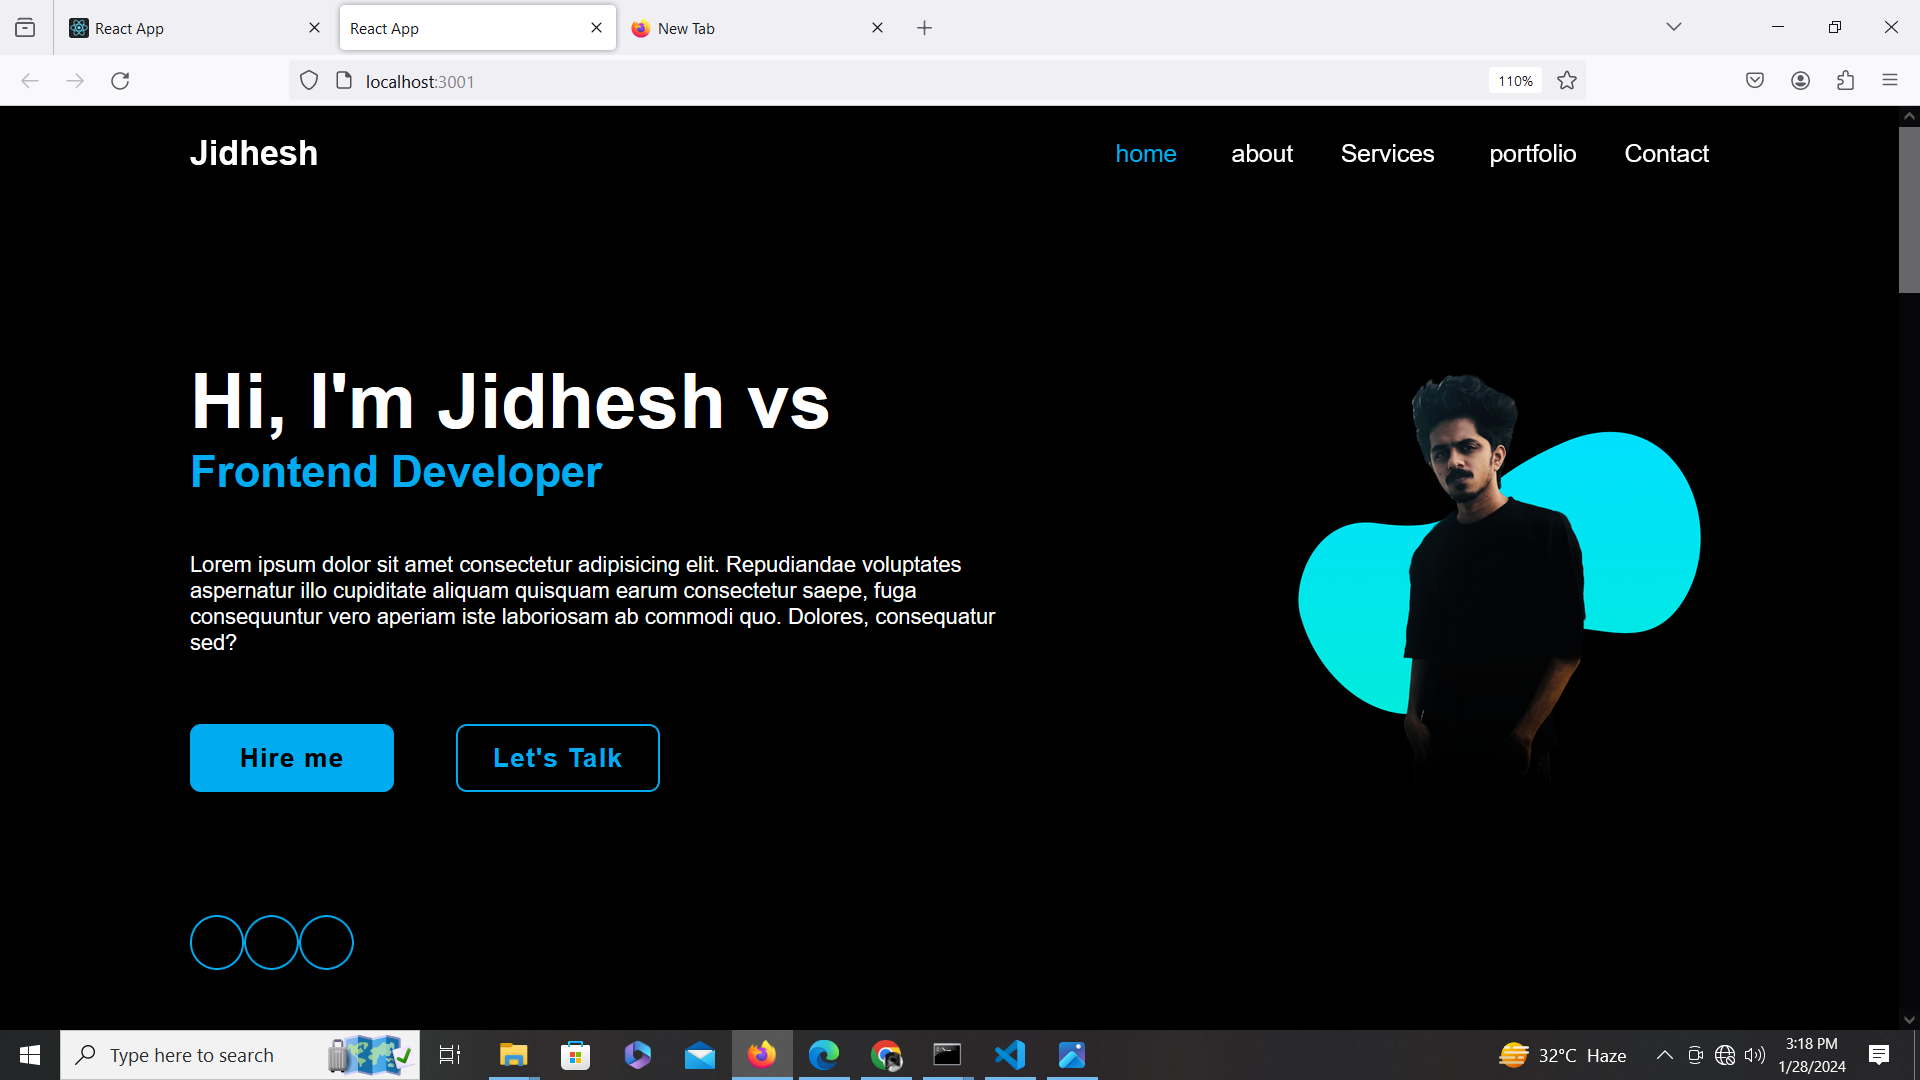 React App
React App
New Tab
localhost:3001
110%
Jidhesh
home
about
Services
portfolio
Contact
Hi, I'm Jidhesh vs
Frontend Developer
Lorem ipsum dolor sit amet consectetur adipisicing elit. Repudiandae voluptates
aspernatur illo cupiditate aliquam quisquam earum consectetur saepe, fuga
consequuntur vero aperiam iste laboriosam ab commodi quo. Dolores, consequatur
sed?
Hire me
Let's Talk
Type here to search
32°C Haze
3:18 PM
1/28/2024